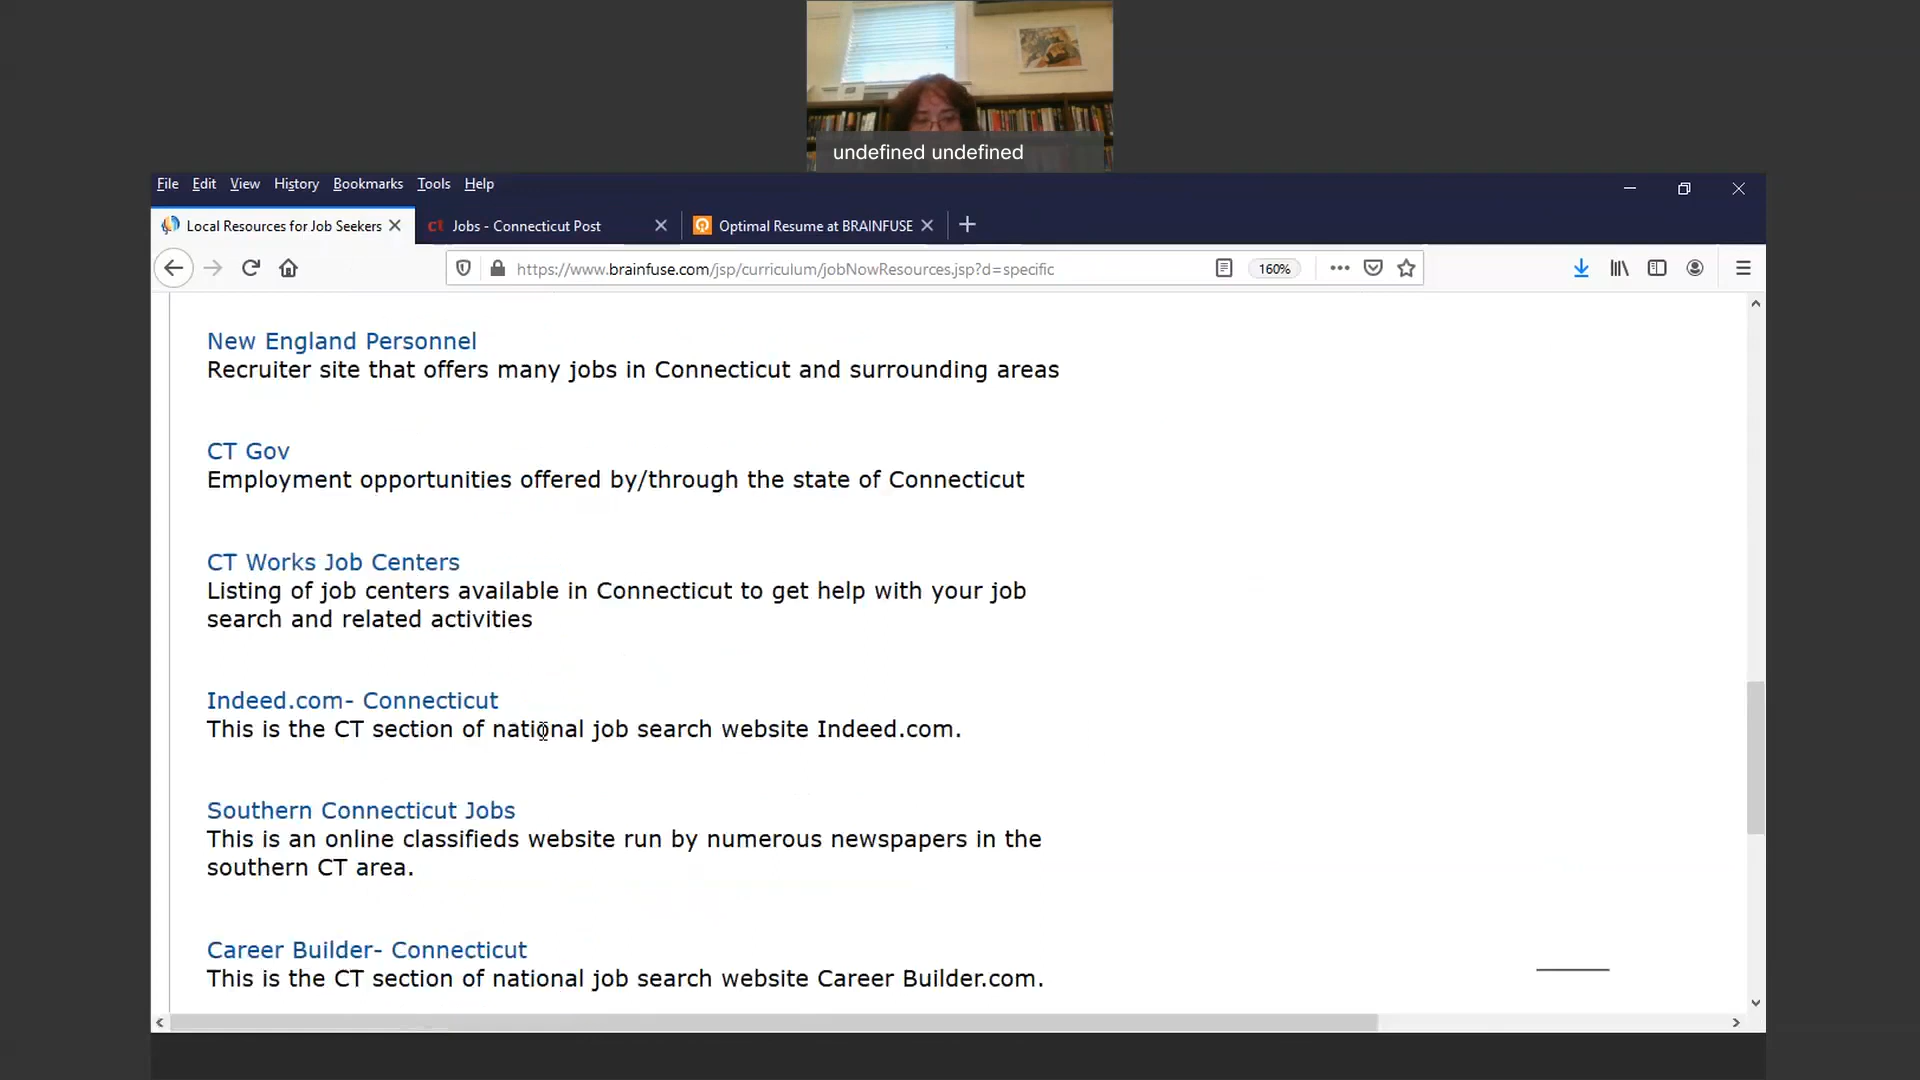 undefined undefined
File Edit View History Bookmarks Tools Help
Local Resources for Job Seekers
ct Jobs - Connecticut Post
Optimal Resume at BRAINFUSE
https://www.brainfuse.com/jsp/curriculum/jobNowResources.jsp?d=specific
160%
New England Personnel
Recruiter site that offers many jobs in Connecticut and surrounding areas
CT Gov
Employment opportunities offered by/through the state of Connecticut
CT Works Job Centers
Listing of job centers available in Connecticut to get help with your job
search and related activities
Indeed.com- Connecticut
This is the CT section of national job search website Indeed.com.
Southern Connecticut Jobs
This is an online classifieds website run by numerous newspapers in the
southern CT area.
Career Builder- Connecticut
This is the CT section of national job search website Career Builder.com.